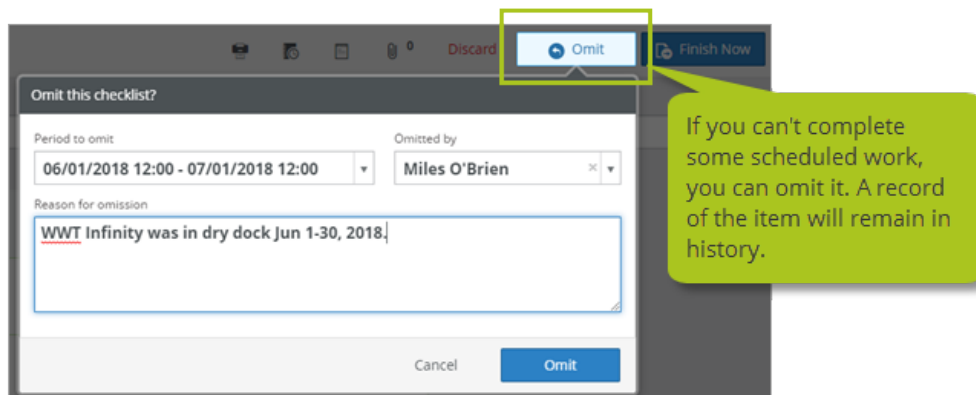 0 Discard Omit Finish Now
Omit this checklist?
Period to omit Omitted by
06/01/2018 12:00 - 07/01/2018 12:00 Miles O'Brien
Reason for omission
WWT Infinity was in dry dock Jun 1-30, 2018.
Cancel Omit
If you can't complete
some scheduled work,
you can omit it. A record
of the item will remain in
history.